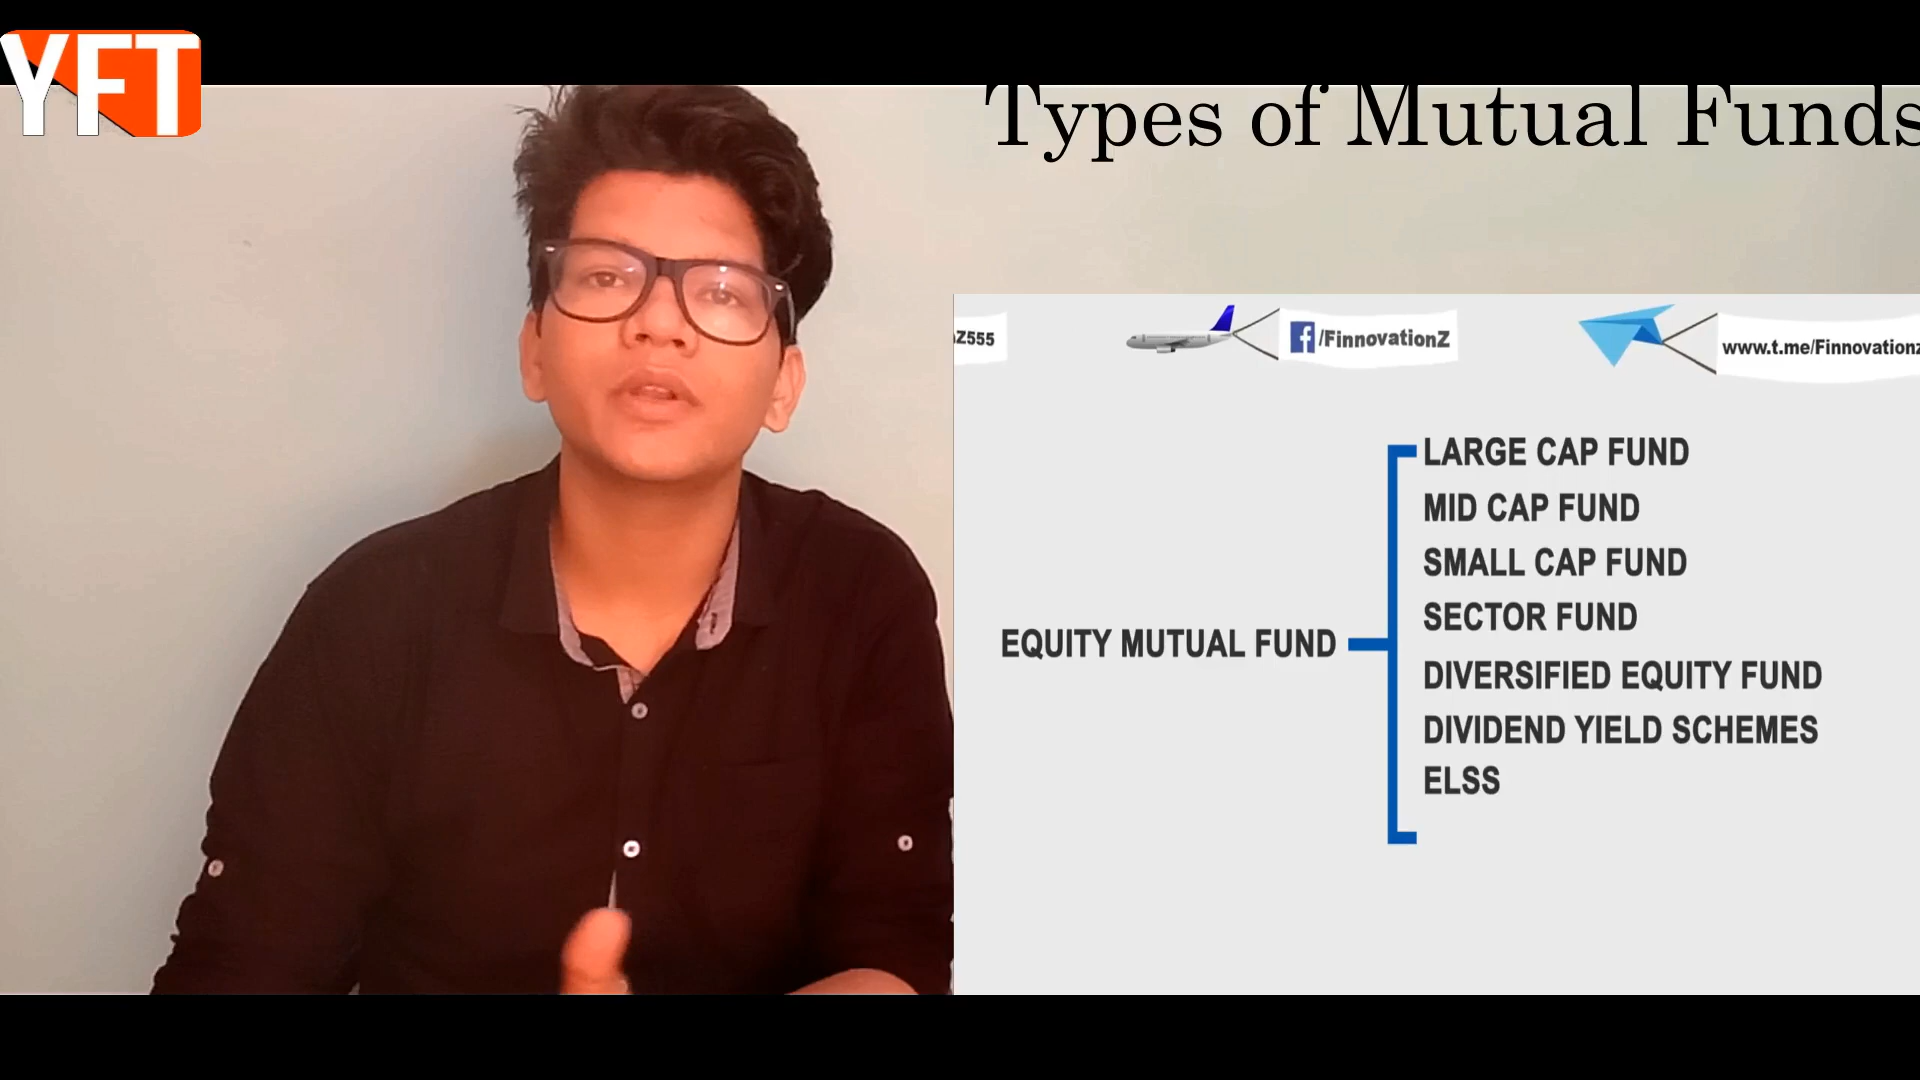 YFT
Types of Mutual Funds
Z555
/FinnovationZ
www.t.me/Finnovationz
LARGE CAP FUND
MID CAP FUND
SMALL CAP FUND
SECTOR FUND
EQUITY MUTUAL FUND
DIVERSIFIED EQUITY FUND
DIVIDEND YIELD SCHEMES
ELSS